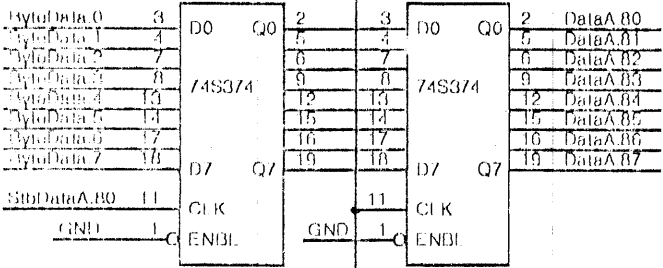 ByteData.0 3 D0 Q0 2 3 D0 Q0 2 DataA.80
ByteData.1 4 5 4 5 DataA.81
ByteData.2 7 6 7 6 DataA.82
ByteData.3 8 74S374 9 8 74S374 9 DataA.83
ByteData.4 13 12 13 12 DataA.84
ByteData.5 14 15 14 15 DataA.85
ByteData.6 17 16 17 16 DataA.86
ByteData.7 18 D7 Q7 19 18 D7 Q7 19 DataA.87
StbDataA.80 11 CLK 11 CLK
GND 1 ENBL GND 1 ENBL